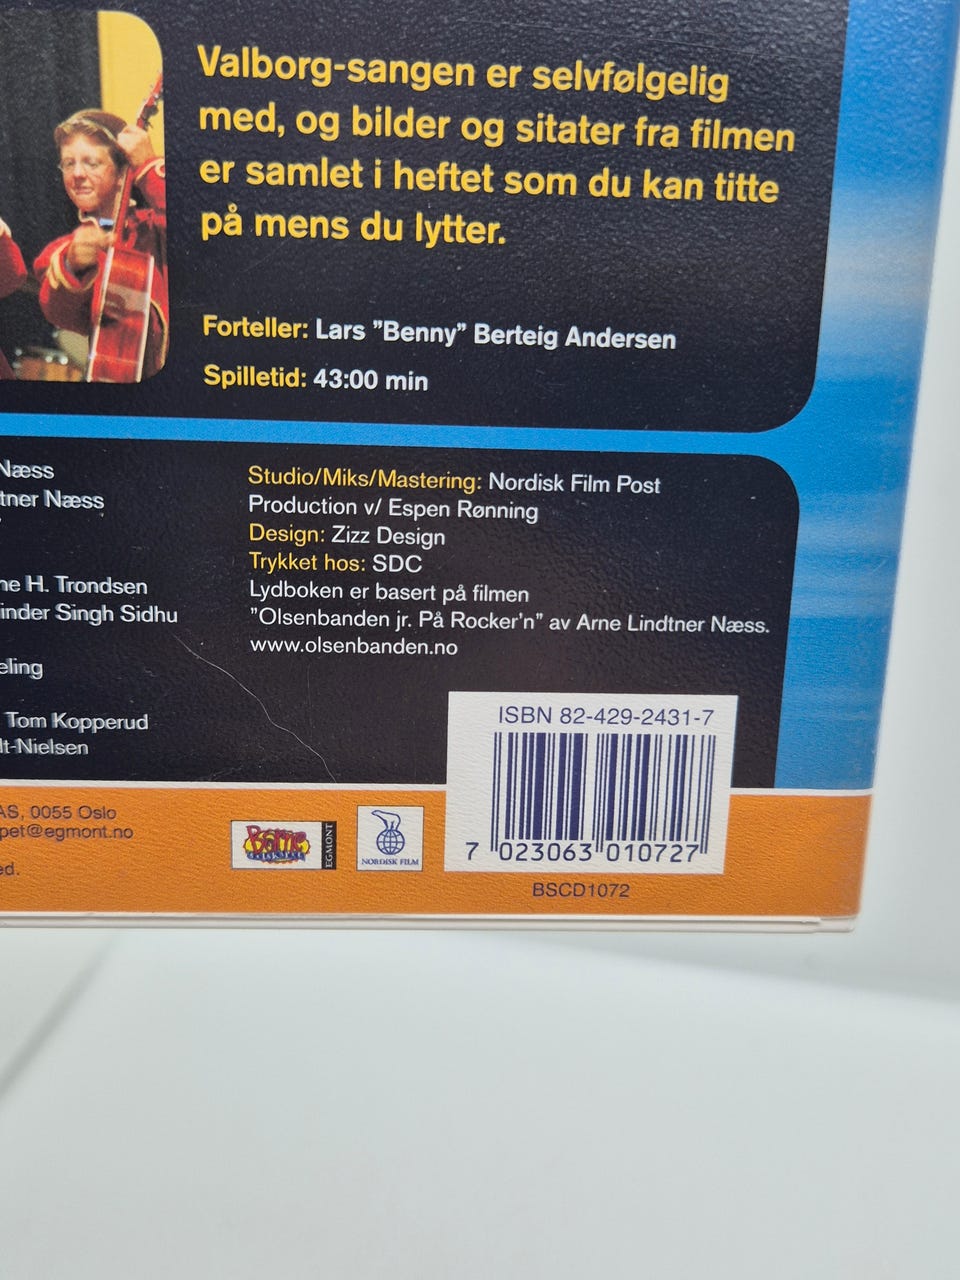 Valborg-sangen er selvfølgelig
med, og bilder og sitater fra filmen
er samlet i heftet som du kan titte
på mens du lytter.
Forteller: Lars ”Benny” Berteig Andersen
Spilletid: 43:00 min
Næss
tner Næss
ne H. Trondsen
inder Singh Sidhu
eling
Tom Kopperud
lt-Nielsen
Studio/Miks/Mastering: Nordisk Film Post
Production v/ Espen Rønning
Design: Zizz Design
Trykket hos: SDC
Lydboken er basert på filmen
”Olsenbanden jr. På Rocker’n” av Arne Lindtner Næss.
www.olsenbanden.no
AS, 0055 Oslo
pet@egmont.no
ed.
Barne
EGMONT
NORDISK FILM
ISBN 82-429-2431-7
7 023063 010727
BSCD1072